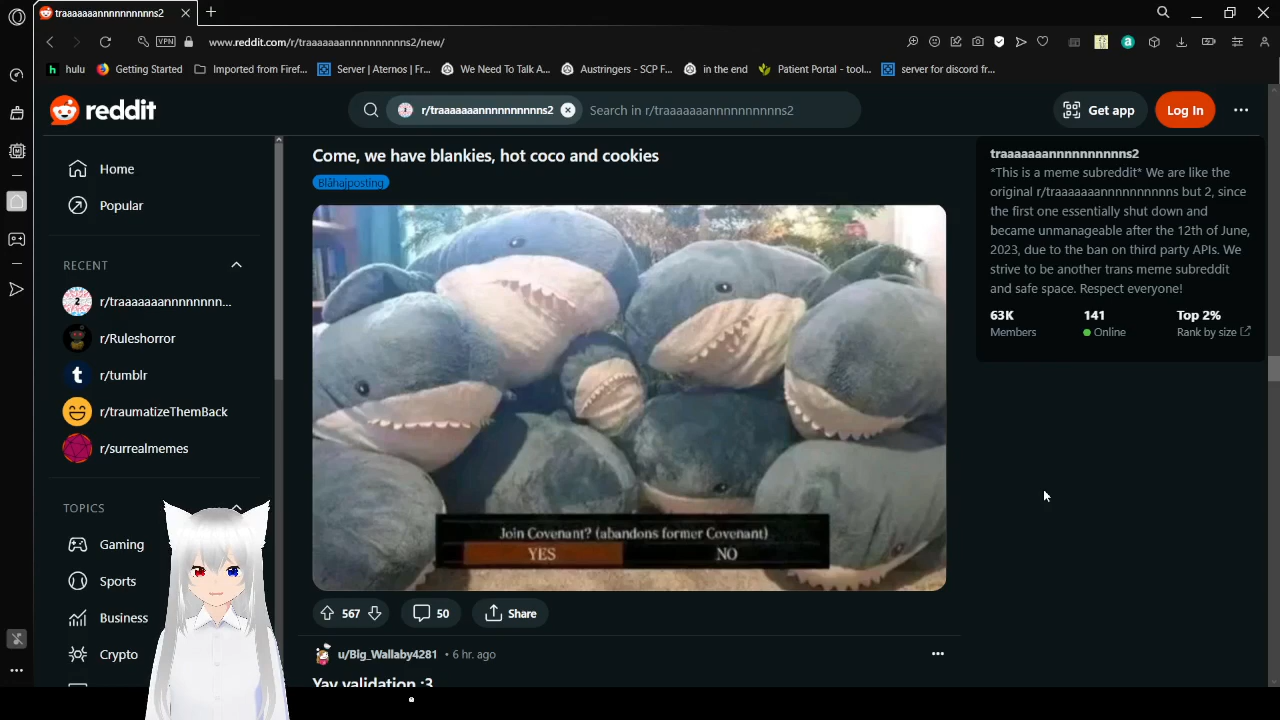 traaaaaaannnnnnnnnns2
www.reddit.com/r/traaaaaaannnnnnnnnns2/new/
VPN
hulu
Getting Started
Imported from Firef...
Server | Aternos | Fr...
We Need To Talk A...
Austringers - SCP F...
in the end
Patient Portal - tool...
server for discord fr...
reddit
r/traaaaaaannnnnnnnnns2
Search in r/traaaaaaannnnnnnnnns2
Get app
Log In
Home
Popular
RECENT
r/traaaaaaannnnnnn...
r/Ruleshorror
r/tumblr
r/traumatizeThemBack
r/surrealmemes
TOPICS
Gaming
Sports
Business
Crypto
Come, we have blankies, hot coco and cookies
Blåhajposting
Join Covenant? (abandons former Covenant)
YES NO
567 50 Share
u/Big_Wallaby4281 • 6 hr. ago
Yay validation :3
traaaaaaannnnnnnnnns2
*This is a meme subreddit* We are like the
original r/traaaaaaannnnnnnnnns but 2, since
the first one essentially shut down and
became unmanageable after the 12th of June,
2023, due to the ban on third party APIs. We
strive to be another trans meme subreddit
and safe space. Respect everyone!
63K 141 Top 2%
Members Online Rank by size